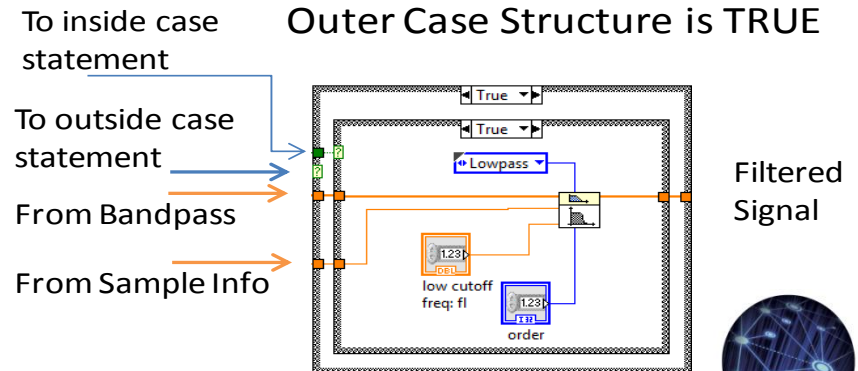 To inside case
statement
Outer Case Structure is TRUE
True
To outside case
statement
True
?
?
Lowpass
From Bandpass
Filtered
Signal
From Sample Info
1.23
DBL
low cutoff
freq: fl
1.23
I32
order